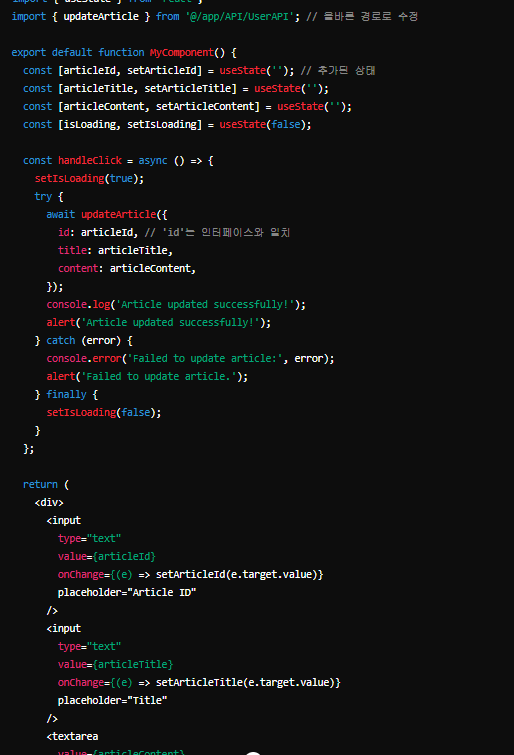 import { useState } from 'react';
import { updateArticle } from '@/app/API/UserAPI'; // 올바른 경로로 수정
export default function MyComponent() {
const [articleId, setArticleId] = useState(''); // 추가된 상태
const [articleTitle, setArticleTitle] = useState('');
const [articleContent, setArticleContent] = useState('');
const [isLoading, setIsLoading] = useState(false);
const handleClick = async () => {
setIsLoading(true);
try {
await updateArticle({
id: articleId, // 'id'는 인터페이스와 일치
title: articleTitle,
content: articleContent,
});
console.log('Article updated successfully!');
alert('Article updated successfully!');
} catch (error) {
console.error('Failed to update article:', error);
alert('Failed to update article.');
} finally {
setIsLoading(false);
}
};
return (
<div>
<input
type="text"
value={articleId}
onChange={(e) => setArticleId(e.target.value)}
placeholder="Article ID"
/>
<input
type="text"
value={articleTitle}
onChange={(e) => setArticleTitle(e.target.value)}
placeholder="Title"
/>
<textarea
value={articleContent}